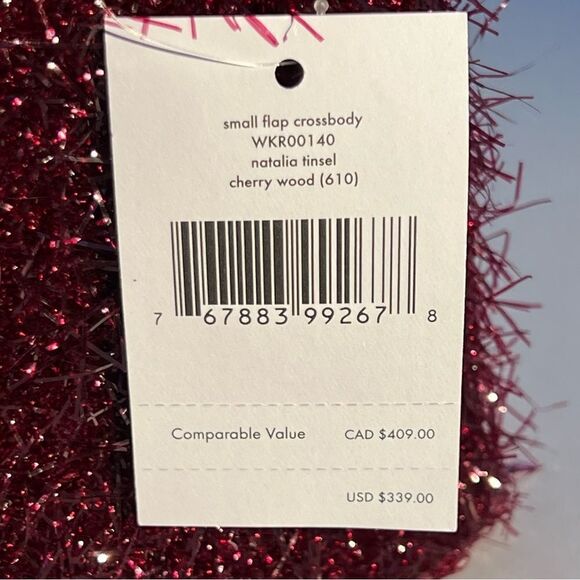 small flap crossbody
WKR00140
natalia tinsel
cherry wood (610)
7 67883 99267 8
Comparable Value CAD $409.00
USD $339.00